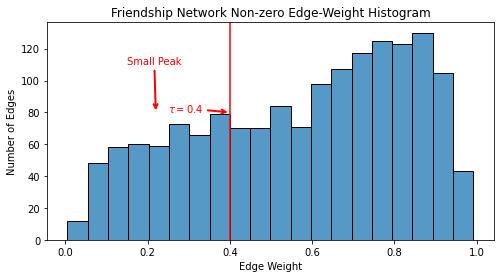 Friendship Network Non-zero Edge-Weight Histogram
Number of Edges
120
100
80
60
40
20
0
Small Peak
τ = 0.4
0.0 0.2 0.4 0.6 0.8 1.0
Edge Weight